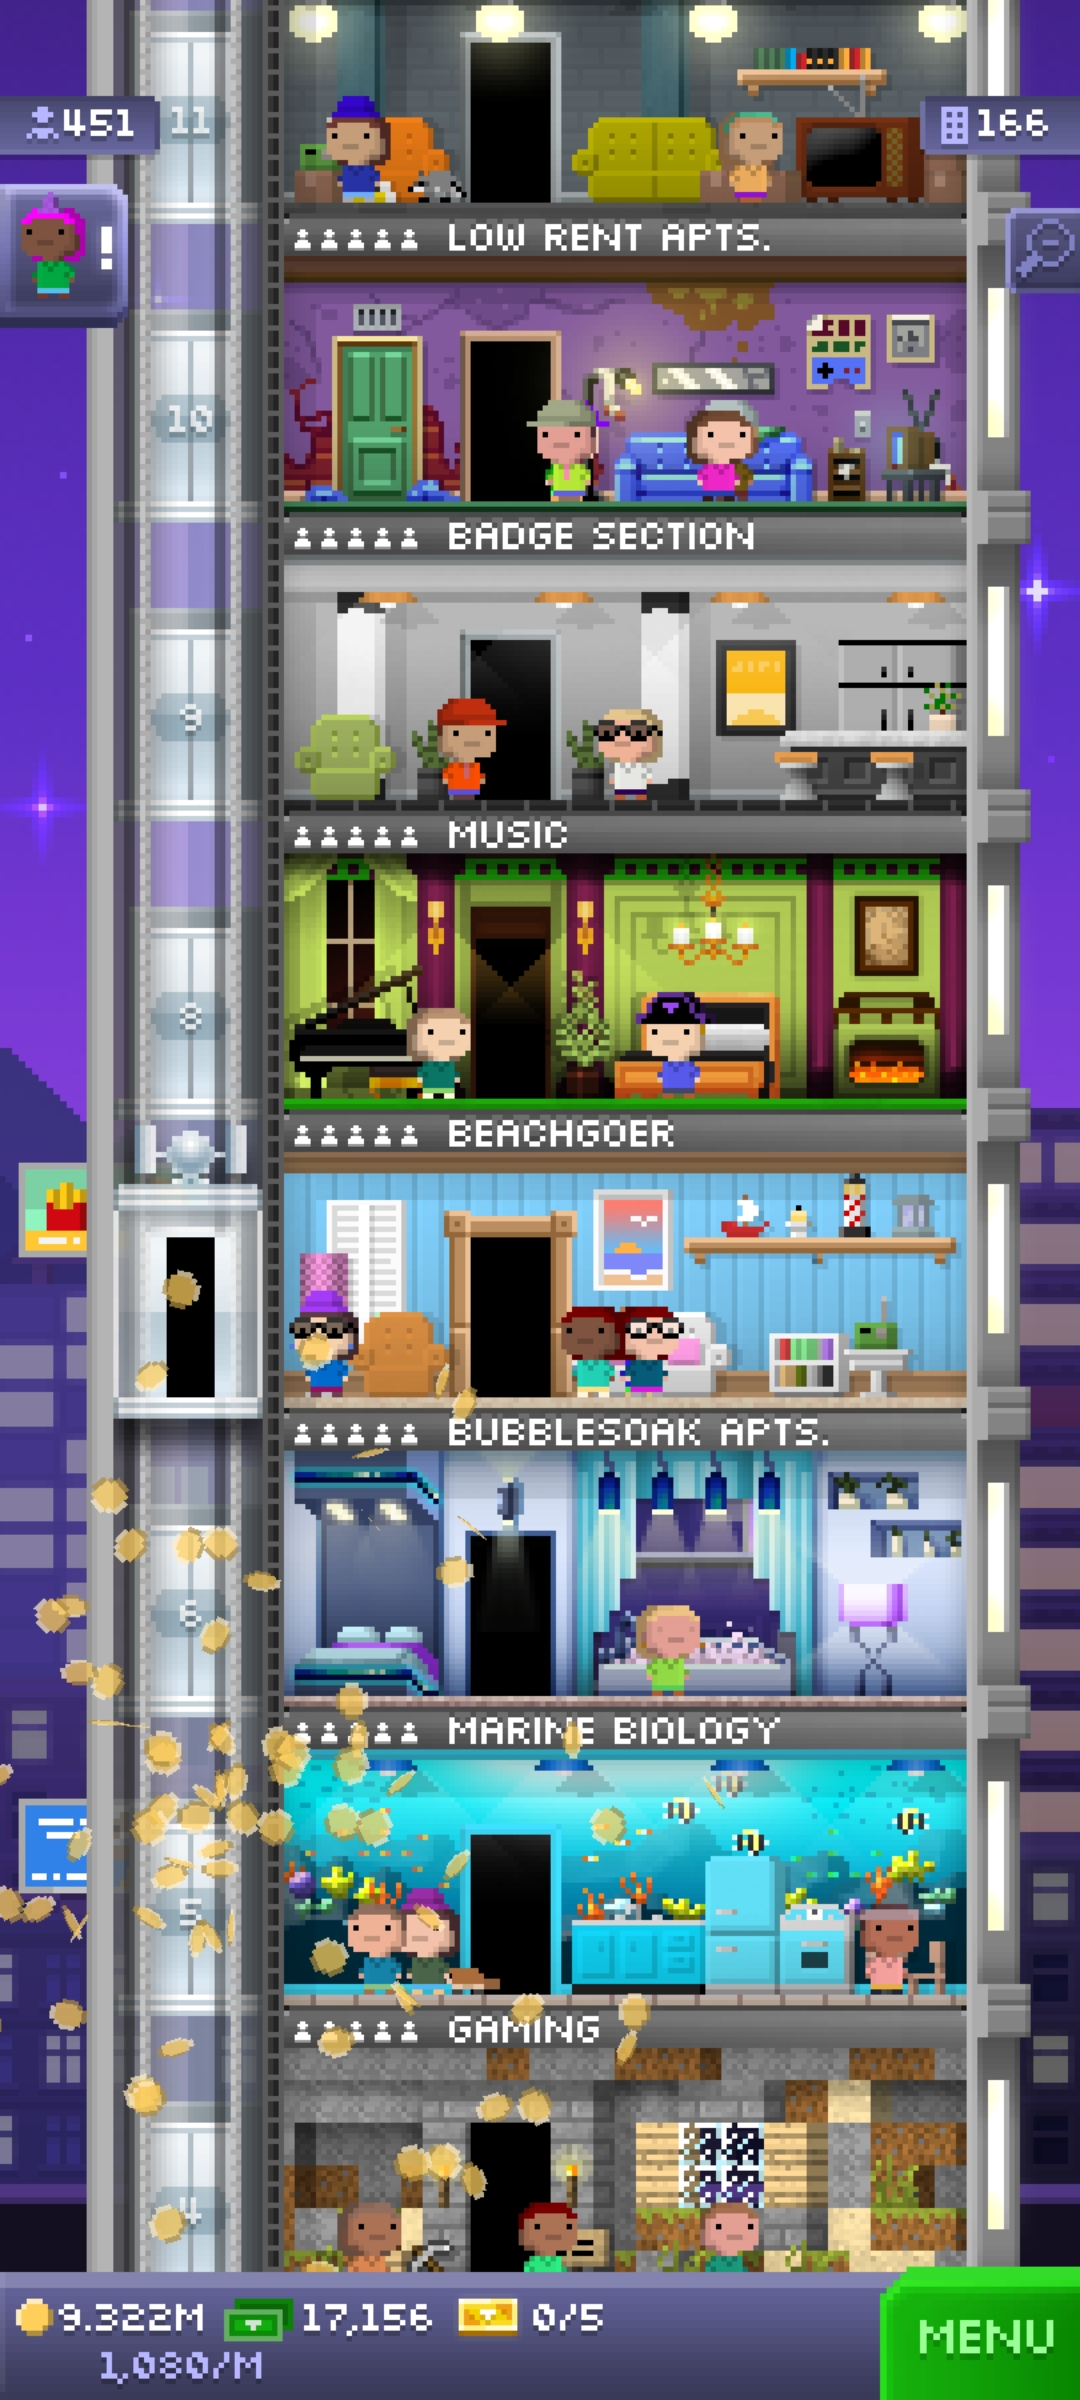 451
11
166
!
LOW RENT APTS.
10
BADGE SECTION
9
MUSIC
8
BEACHGOER
BUBBLESOAK APTS.
6
MARINE BIOLOGY
5
GAMING
4
9.322M 17,156 0/5
1,080/M
MENU